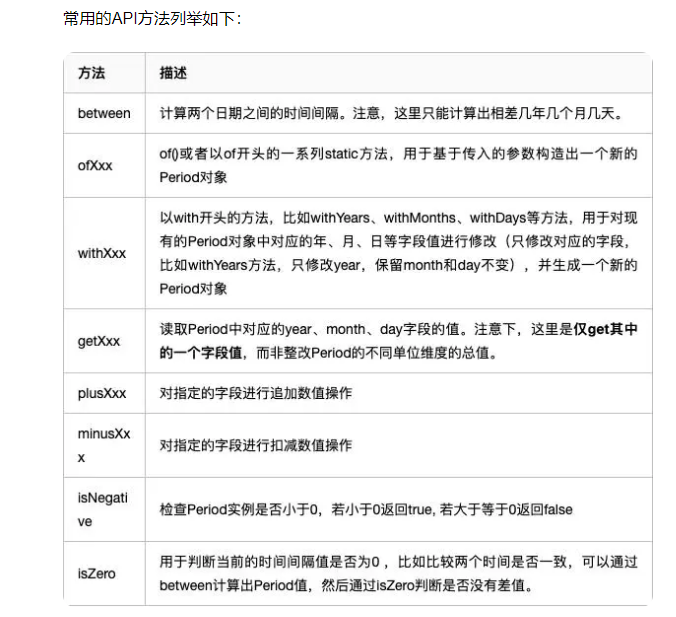 常用的API方法列举如下：
方法 描述
between 计算两个日期之间的时间间隔。注意，这里只能计算出相差几年几个月几天。
ofXxx of()或者以of开头的一系列static方法，用于基于传入的参数构造出一个新的
Period对象
withXxx 以with开头的方法，比如withYears、withMonths、withDays等方法，用于对现
有的Period对象中对应的年、月、日等字段值进行修改（只修改对应的字段，
比如withYears方法，只修改year，保留month和day不变），并生成一个新的
Period对象
getXxx 读取Period中对应的year、month、day字段的值。注意下，这里是仅get其中
的一个字段值，而非整改Period的不同单位维度的总值。
plusXxx 对指定的字段进行追加数值操作
minusXx
x
对指定的字段进行扣减数值操作
isNegati
ve
检查Period实例是否小于0，若小于0返回true, 若大于等于0返回false
isZero 用于判断当前的时间间隔值是否为0 ，比如比较两个时间是否一致，可以通过
between计算出Period值，然后通过isZero判断是否没有差值。